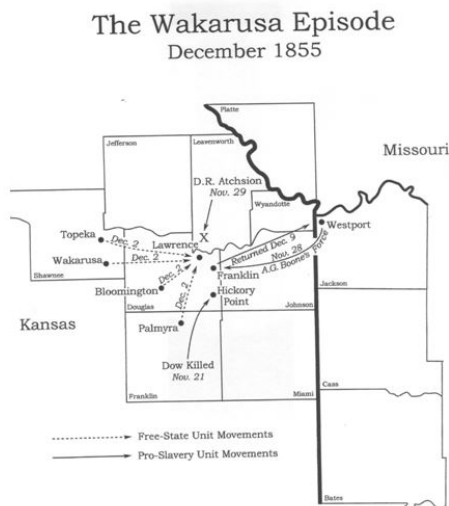 The Wakarusa Episode
December 1855
Platte
Jefferson
Leavenworth
Missouri
D.R. Atchsion
Nov. 29
Wyandotte
X
Topeka
Dec. 2
Lawrence
Westport
Returned Dec. 9
Nov. 28
A.G. Boone's Force
Wakarusa
Dec. 2
Shawnee
Franklin
Bloomington
Dec. 2
Dec. 2
Hickory
Point
Jackson
Douglas
Johnson
Kansas
Palmyra
Dow Killed
Nov. 21
Cass
Franklin
Miami
Free-State Unit Movements
Pro-Slavery Unit Movements
Bates